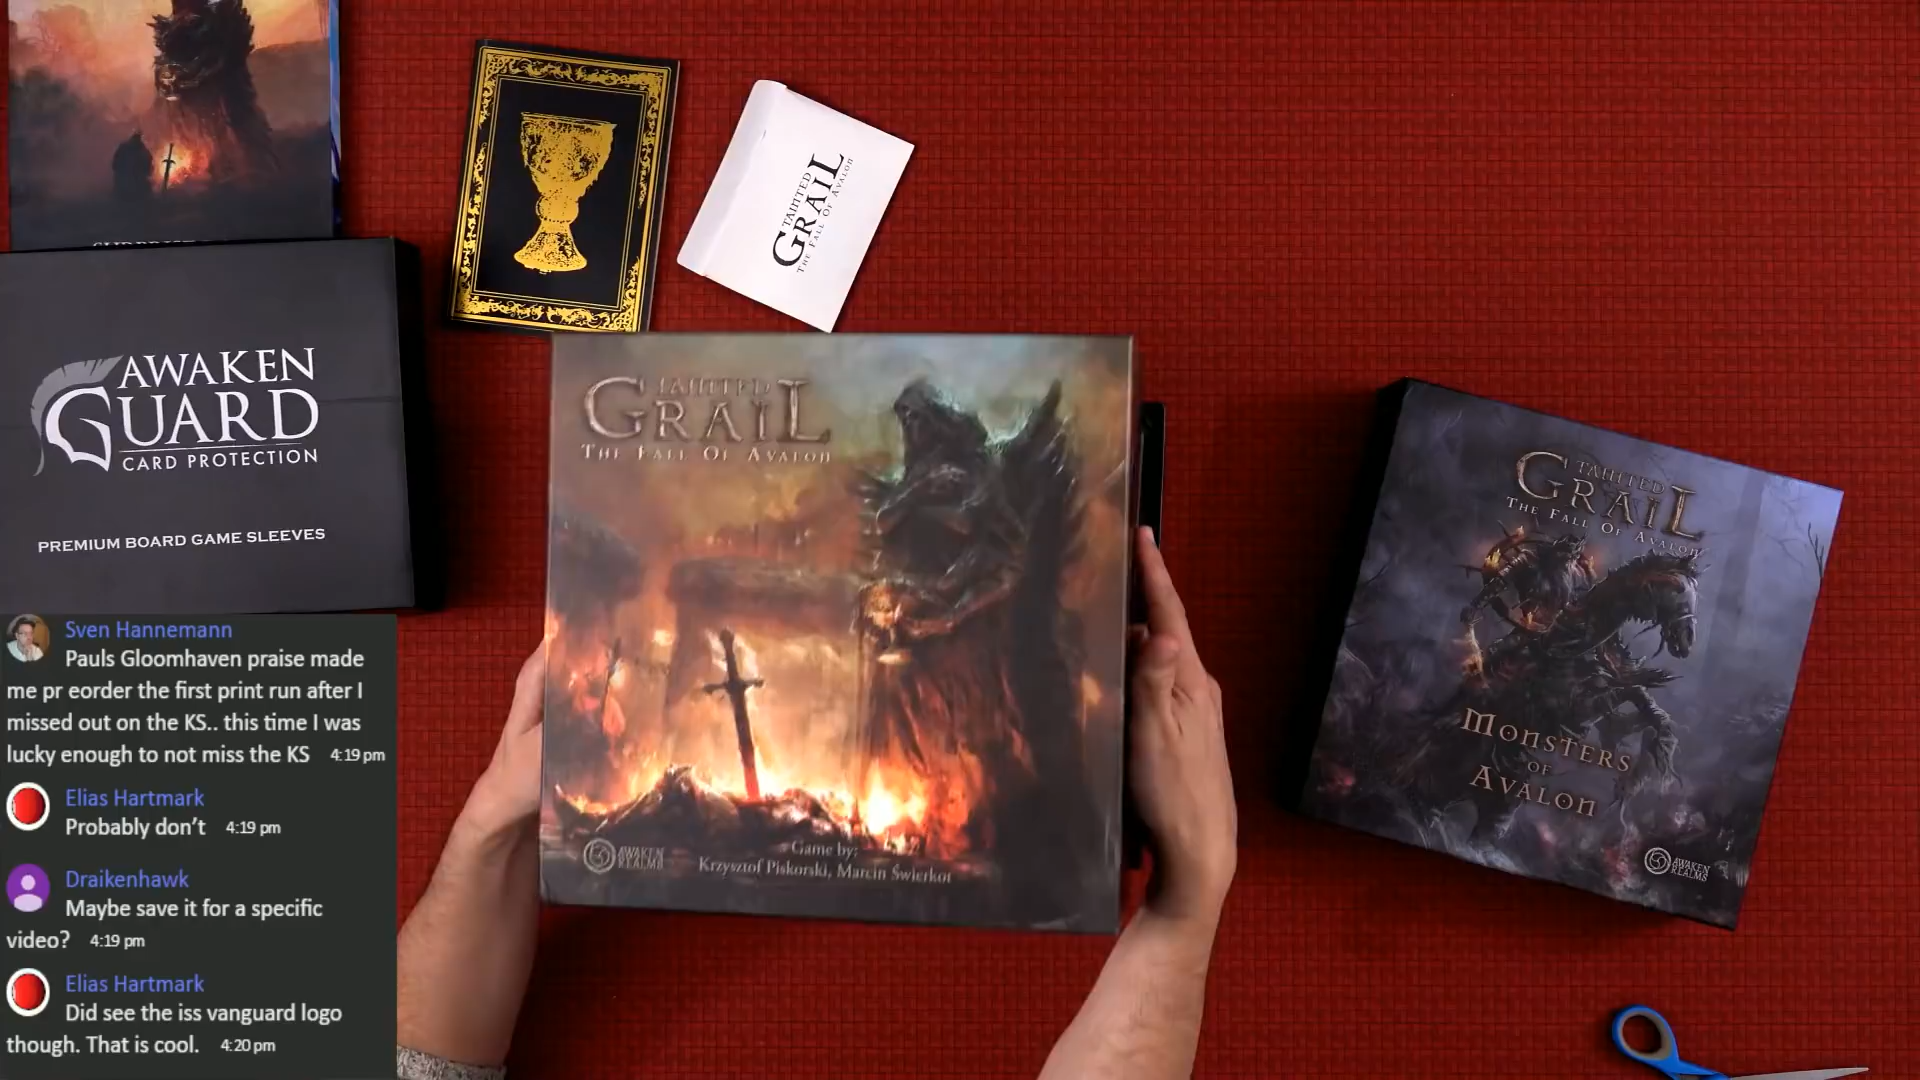 AWAKEN
GUARD
CARD PROTECTION
PREMIUM BOARD GAME SLEEVES
TAINTED
GRAIL
THE FALL OF AVALON
TAINTED
GRAIL
THE FALL OF AVALON
Game by:
Krzysztof Piskorski, Marcin Świerkot
AWAKEN
REALMS
TAINTED
GRAIL
THE FALL OF AVALON
MONSTERS
OF
AVALON
AWAKEN
REALMS
Sven Hannemann
Pauls Gloomhaven praise made
me pr eorder the first print run after I
missed out on the KS.. this time I was
lucky enough to not miss the KS 4:19 pm
Elias Hartmark
Probably don't 4:19 pm
Draikenhawk
Maybe save it for a specific
video? 4:19 pm
Elias Hartmark
Did see the iss vanguard logo
though. That is cool. 4:20 pm